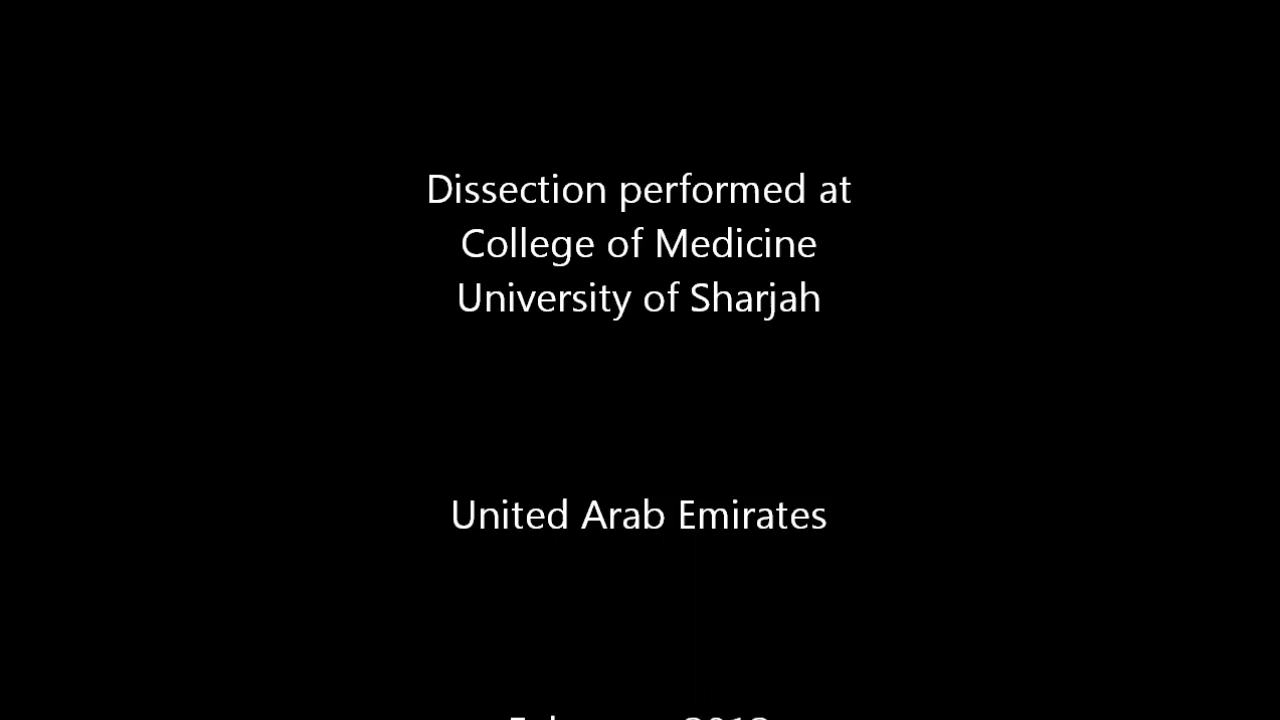 Dissection performed at
College of Medicine
University of Sharjah
United Arab Emirates